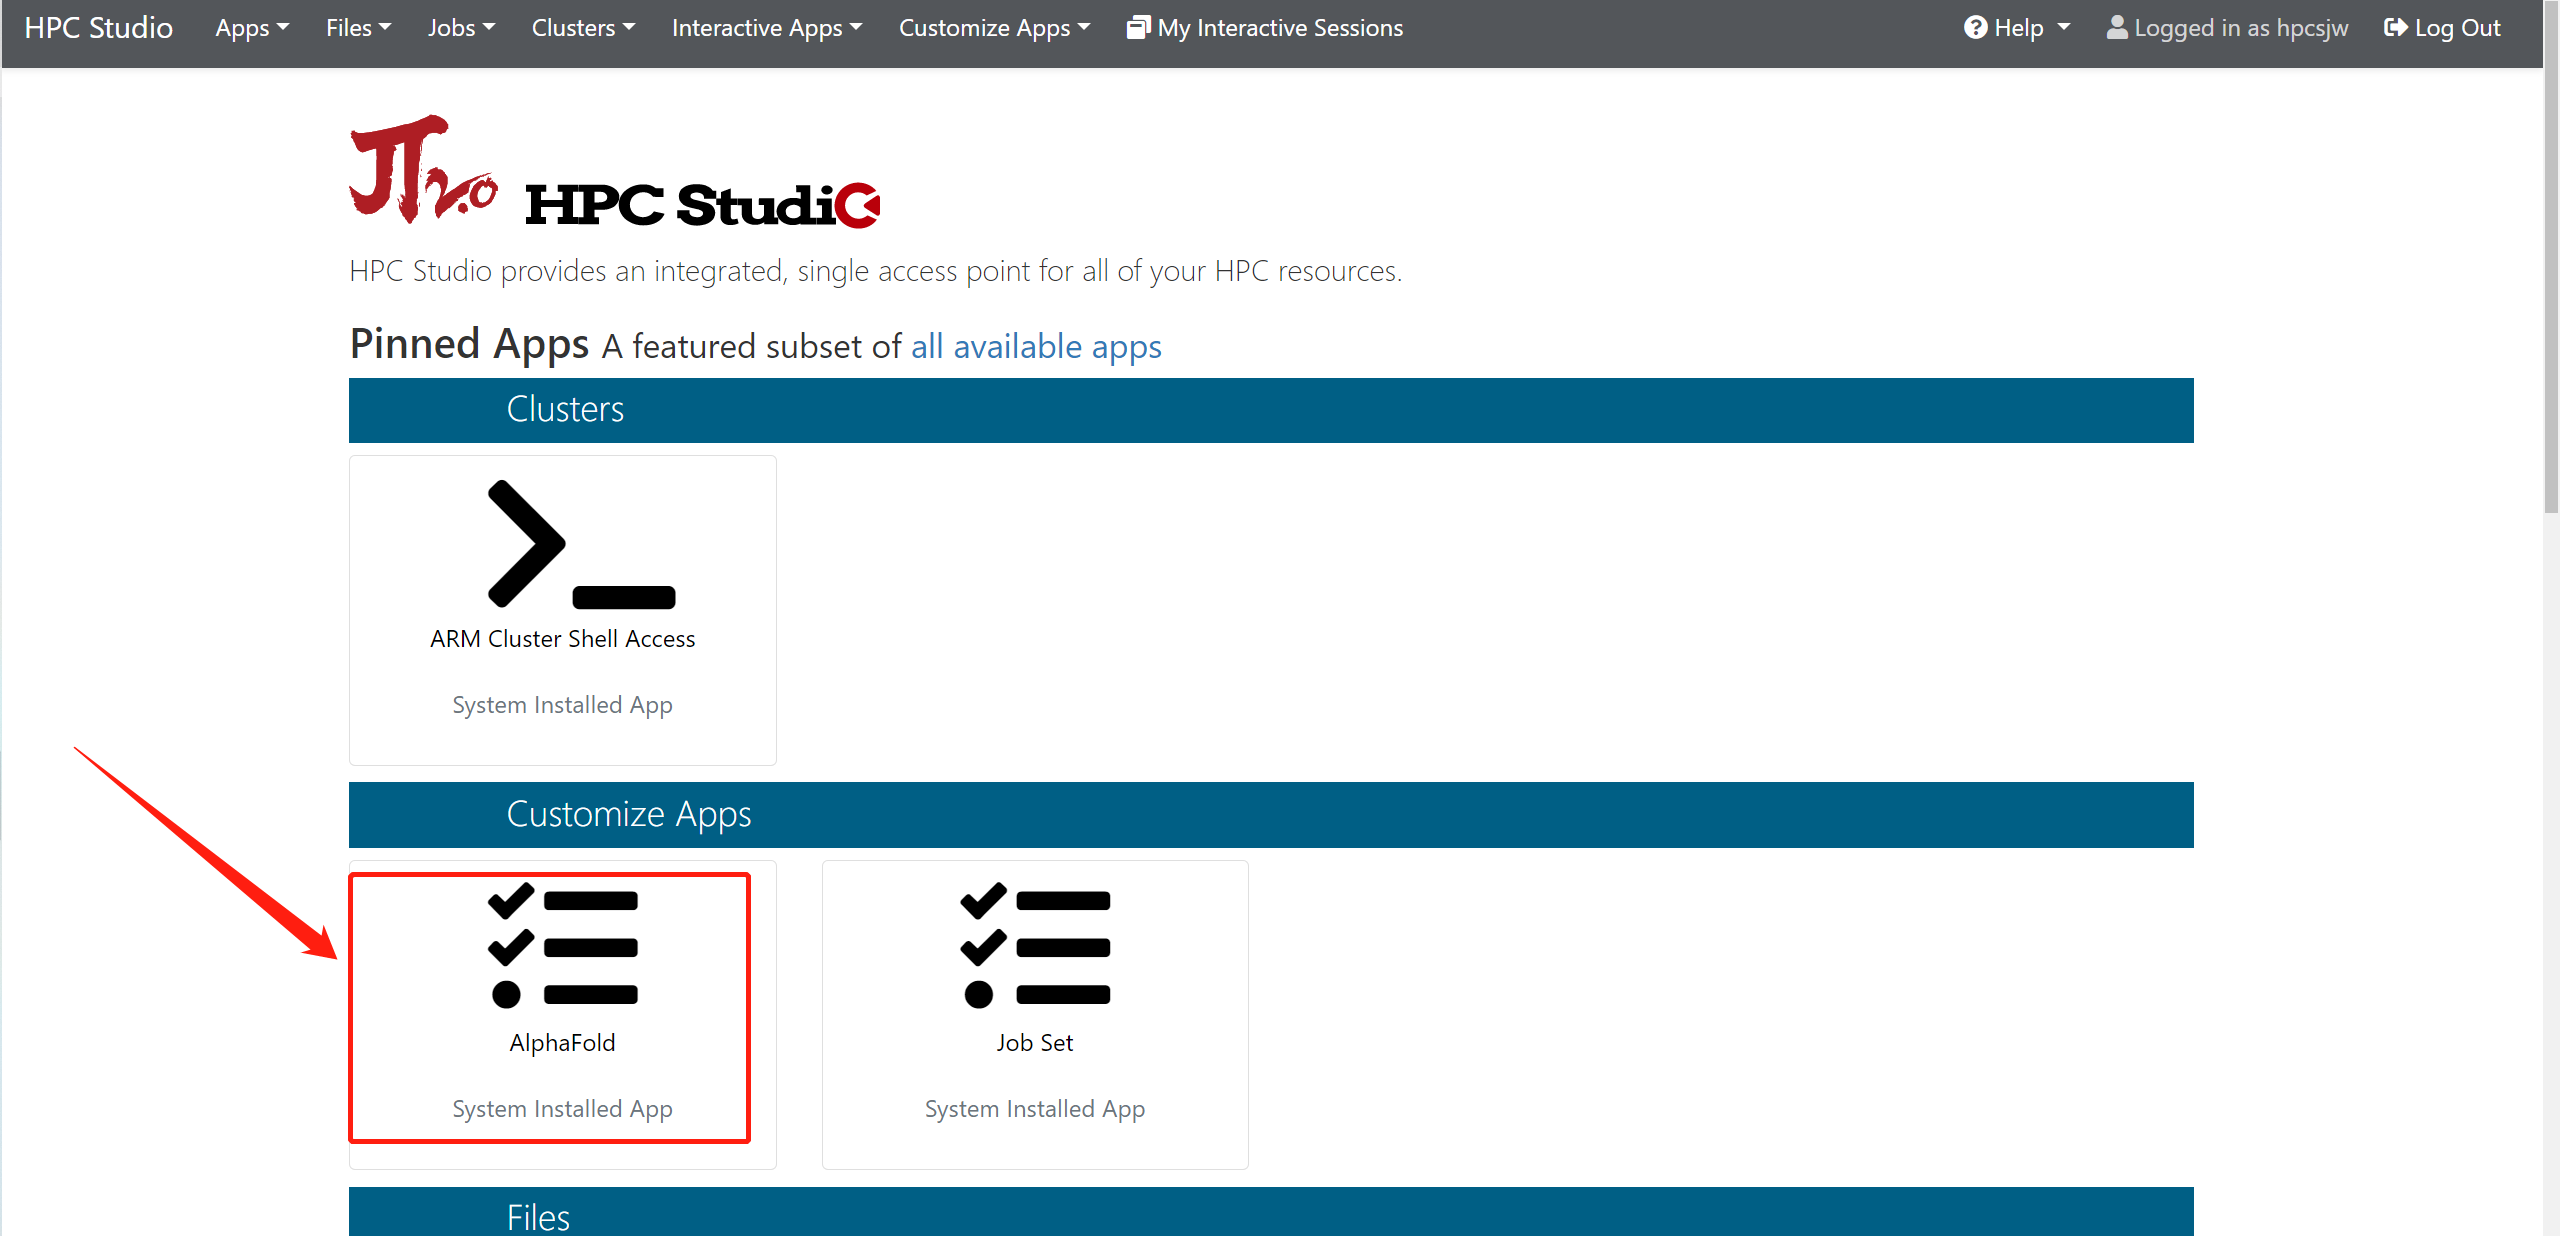 HPC Studio Apps Files Jobs Clusters Interactive Apps Customize Apps My Interactive Sessions Help Logged in as hpcsjw Log Out
π 2.0 HPC Studio
HPC Studio provides an integrated, single access point for all of your HPC resources.
Pinned Apps A featured subset of all available apps
Clusters
ARM Cluster Shell Access
System Installed App
Customize Apps
AlphaFold
System Installed App
Job Set
System Installed App
Files